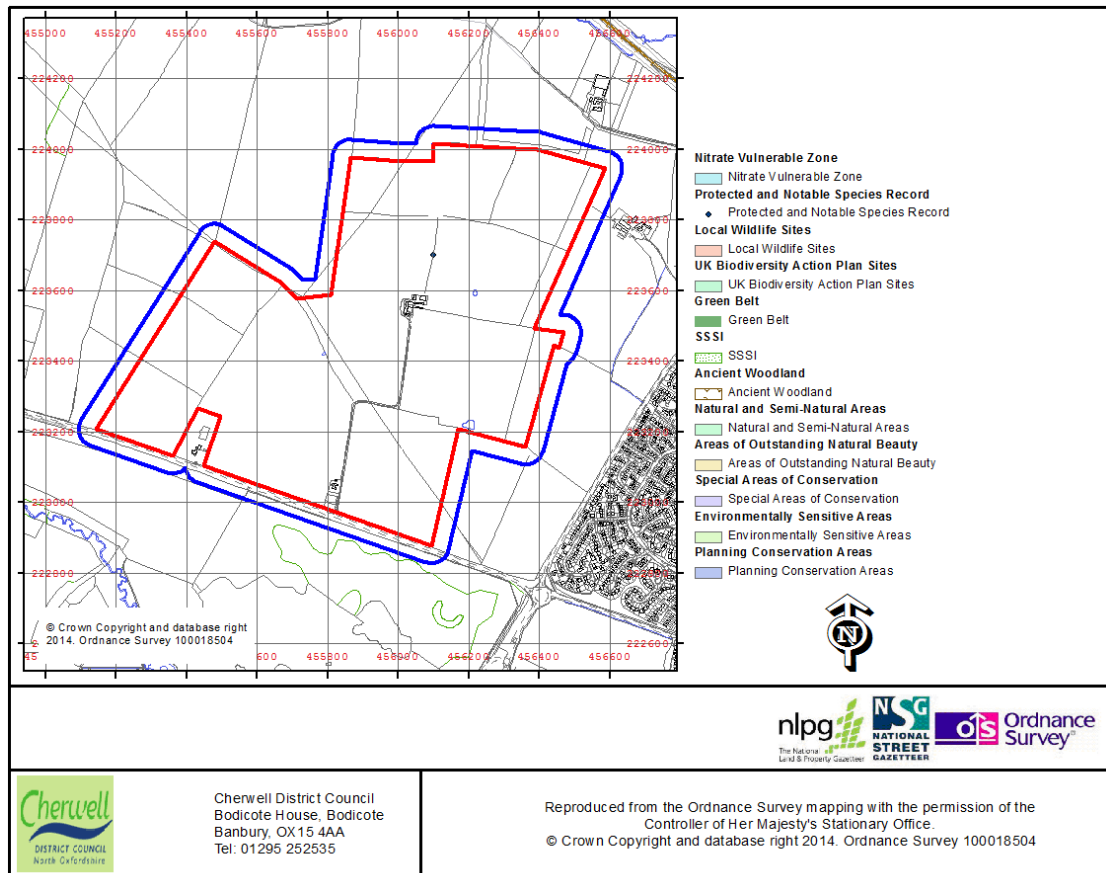 455000 455200 455400 455600 455800 456000 456200 456400 456600
224200 224200
224000 224000
223800
223600 223600
223400 223400
223200
223000
222800
600 455800 456000 456200 456400 456600
222600
© Crown Copyright and database right
2014. Ordnance Survey 100018504
Nitrate Vulnerable Zone
Nitrate Vulnerable Zone
Protected and Notable Species Record
Protected and Notable Species Record
Local Wildlife Sites
Local Wildlife Sites
UK Biodiversity Action Plan Sites
UK Biodiversity Action Plan Sites
Green Belt
Green Belt
SSSI
SSSI
Ancient Woodland
Ancient Woodland
Natural and Semi-Natural Areas
Natural and Semi-Natural Areas
Areas of Outstanding Natural Beauty
Areas of Outstanding Natural Beauty
Special Areas of Conservation
Special Areas of Conservation
Environmentally Sensitive Areas
Environmentally Sensitive Areas
Planning Conservation Areas
Planning Conservation Areas
N
nlpg
The National
Land & Property Gazetteer
NSG
NATIONAL
STREET
GAZETTEER
OS
Ordnance
Survey
Cherwell
DISTRICT COUNCIL
North Oxfordshire
Cherwell District Council
Bodicote House, Bodicote
Banbury, OX15 4AA
Tel: 01295 252535
Reproduced from the Ordnance Survey mapping with the permission of the
Controller of Her Majesty's Stationary Office.
© Crown Copyright and database right 2014. Ordnance Survey 100018504